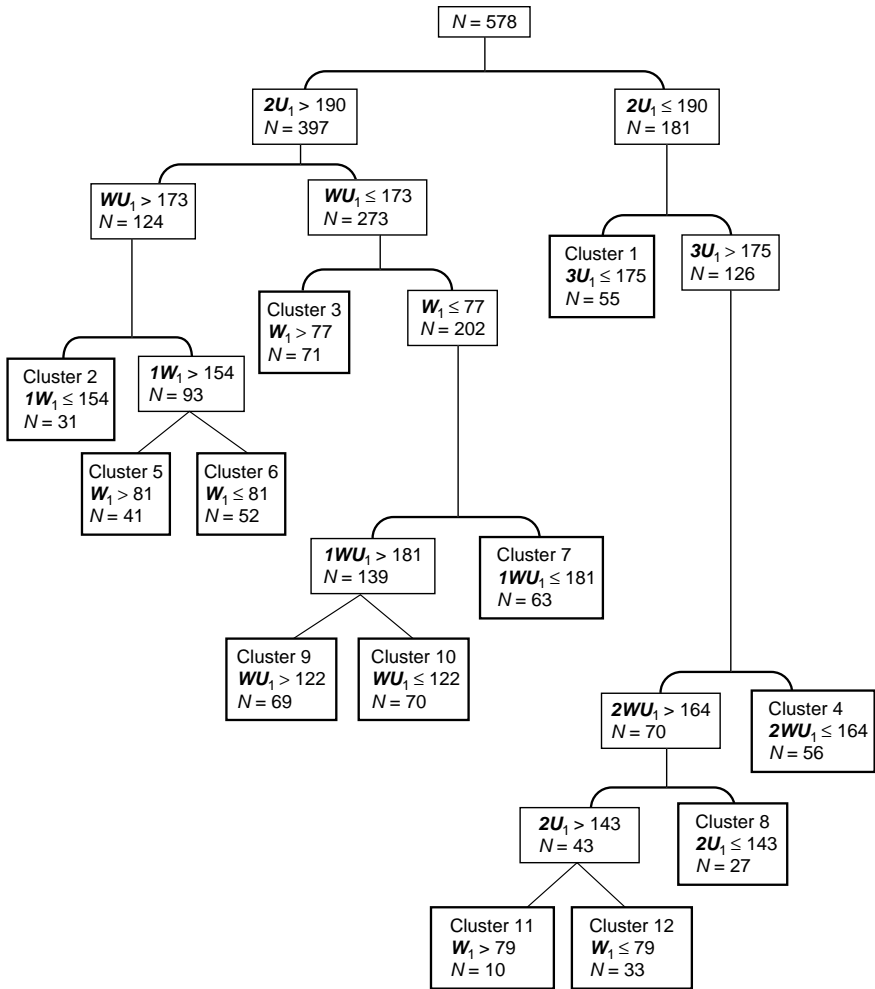 N = 578
2U1 > 190
N = 397
2U1 ≤ 190
N = 181
WU1 > 173
N = 124
WU1 ≤ 173
N = 273
Cluster 1
3U1 ≤ 175
N = 55
3U1 > 175
N = 126
Cluster 3
W1 > 77
N = 71
W1 ≤ 77
N = 202
Cluster 2
1W1 ≤ 154
N = 31
1W1 > 154
N = 93
Cluster 5
W1 > 81
N = 41
Cluster 6
W1 ≤ 81
N = 52
1WU1 > 181
N = 139
Cluster 7
1WU1 ≤ 181
N = 63
Cluster 9
WU1 > 122
N = 69
Cluster 10
WU1 ≤ 122
N = 70
2WU1 > 164
N = 70
Cluster 4
2WU1 ≤ 164
N = 56
2U1 > 143
N = 43
Cluster 8
2U1 ≤ 143
N = 27
Cluster 11
W1 > 79
N = 10
Cluster 12
W1 ≤ 79
N = 33